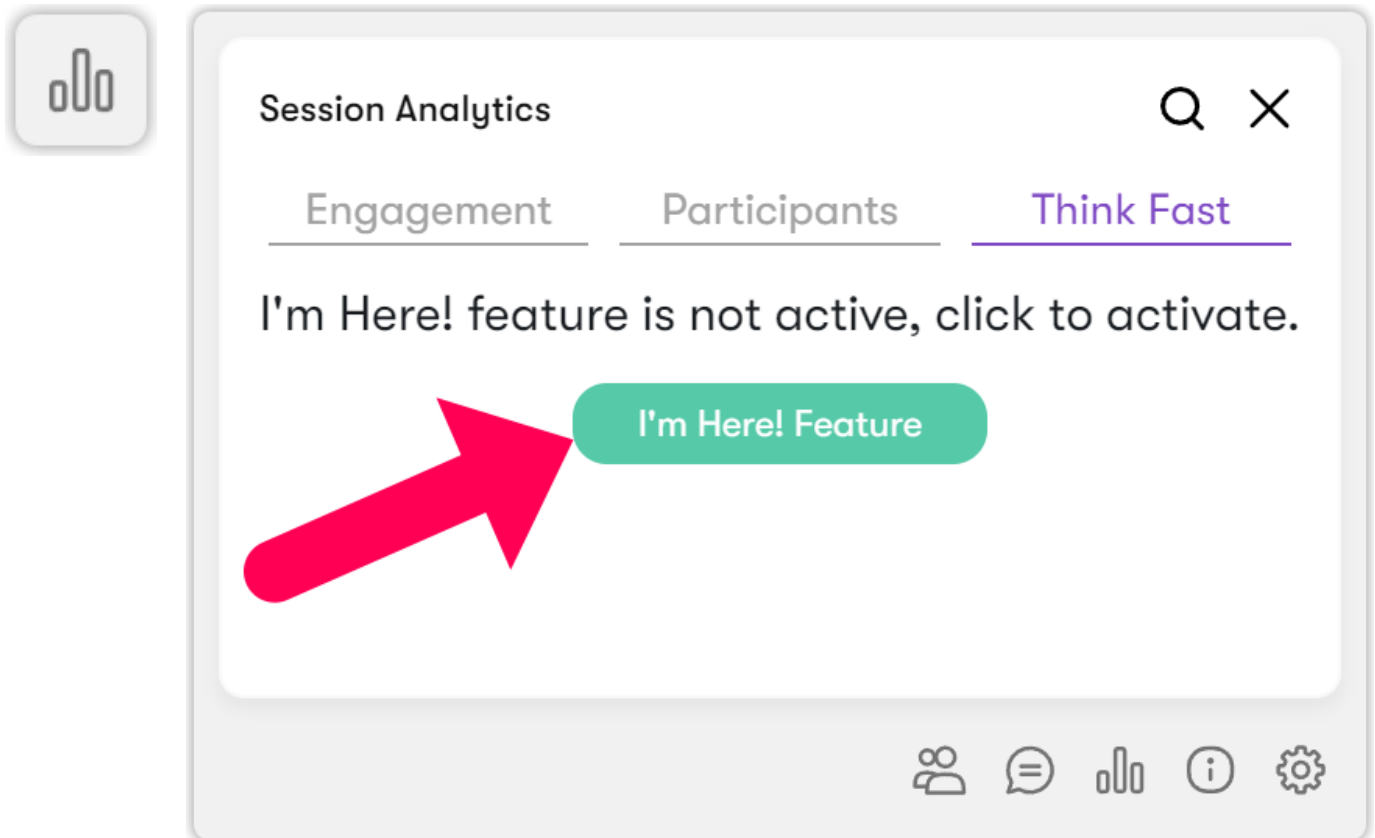 Session Analytics
Engagement Participants Think Fast
I'm Here! feature is not active, click to activate.
I'm Here! Feature